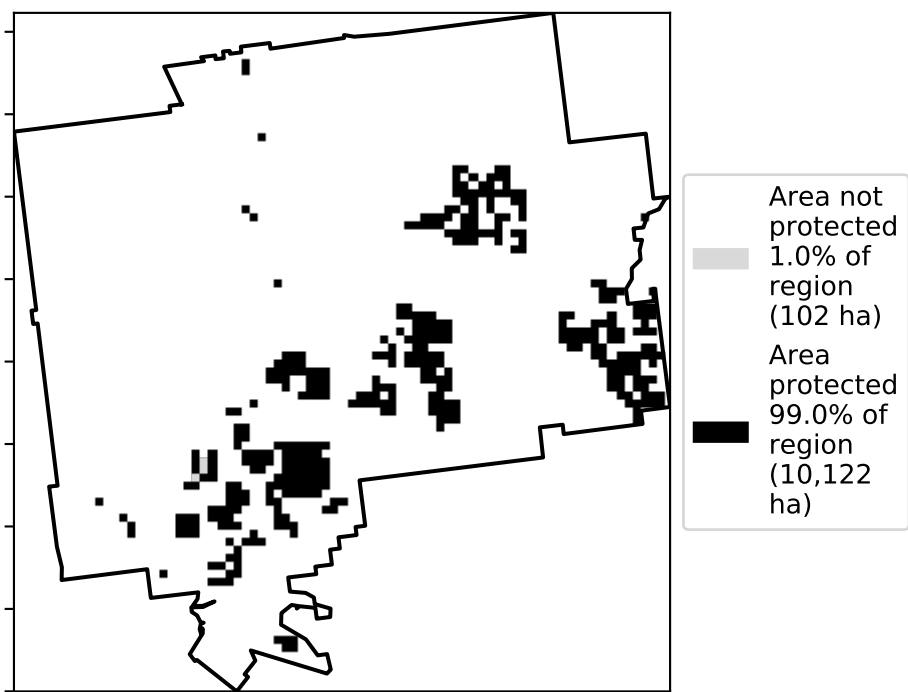 Area not
protected
1.0% of
region
(102 ha)
Area
protected
99.0% of
region
(10,122
ha)